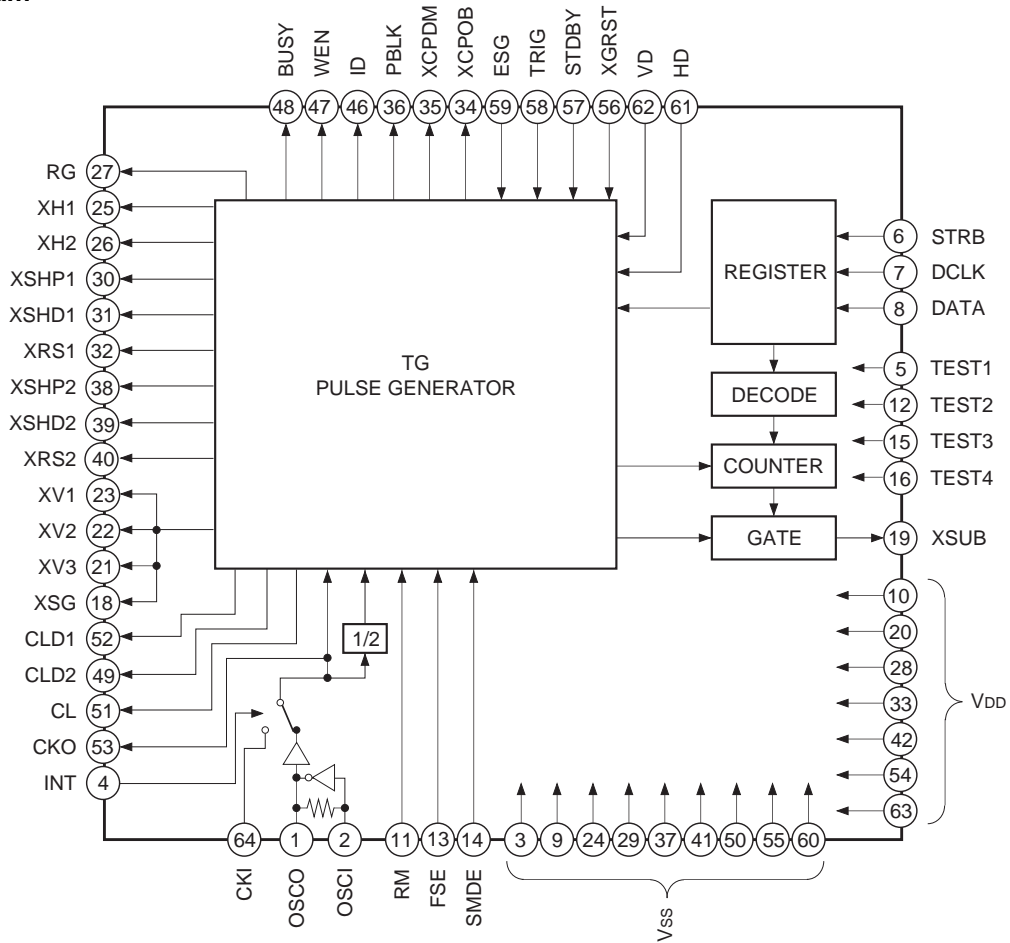 BUSY
WEN
ID
PBLK
XCPDM
XCPOB
ESG
TRIG
STDBY
XGRST
VD
HD
48
47
46
36
35
34
59
58
57
56
62
61
RG 27
XH1 25
XH2 26
XSHP1 30
XSHD1 31
XRS1 32
XSHP2 38
XSHD2 39
XRS2 40
XV1 23
XV2 22
XV3 21
XSG 18
CLD1 52
CLD2 49
CL 51
CKO 53
INT 4
TG
PULSE GENERATOR
1/2
REGISTER
DECODE
COUNTER
GATE
6 STRB
7 DCLK
8 DATA
5 TEST1
12 TEST2
15 TEST3
16 TEST4
19 XSUB
10
20
28
33
42
54
63
VDD
64
1
2
11
13
14
3
9
24
29
37
41
50
55
60
CKI
OSCO
OSCI
RM
FSE
SMDE
VSS